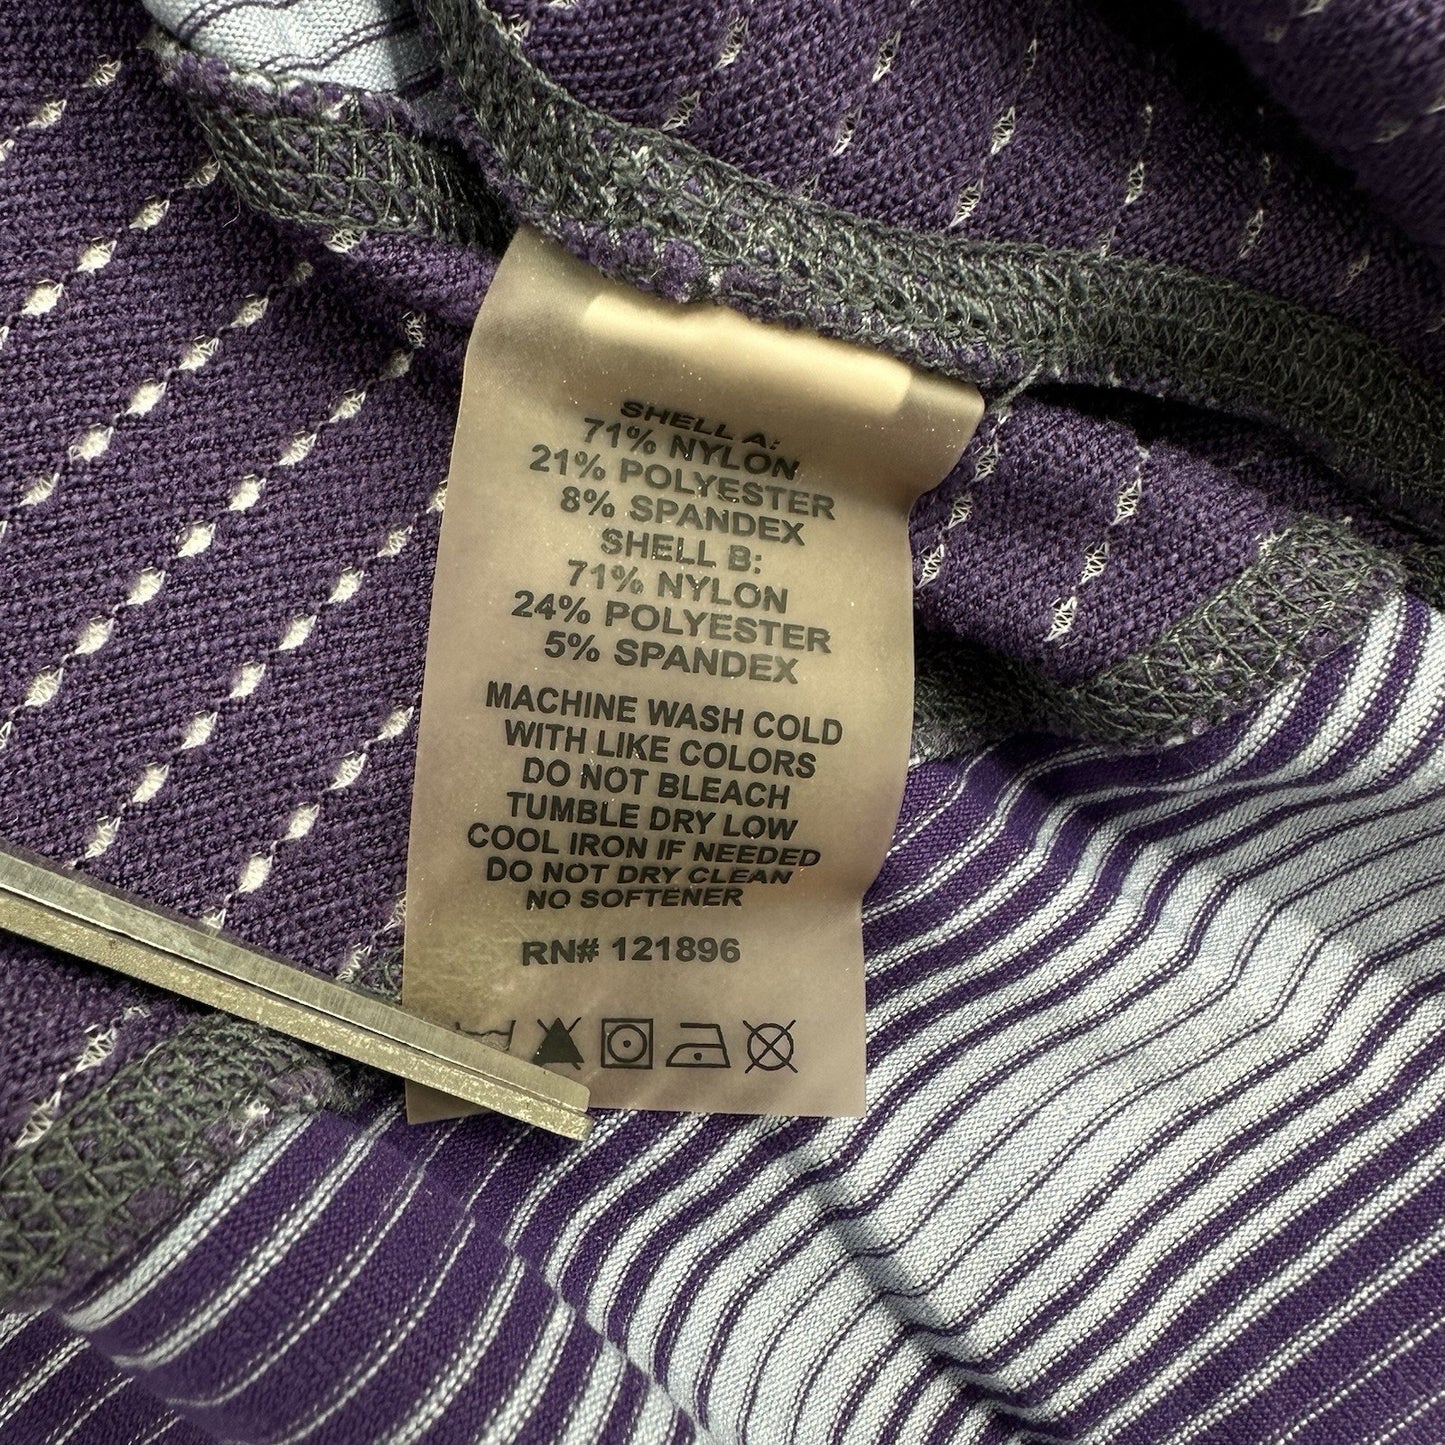 SHELL A:
71% NYLON
21% POLYESTER
8% SPANDEX
SHELL B:
71% NYLON
24% POLYESTER
5% SPANDEX
MACHINE WASH COLD
WITH LIKE COLORS
DO NOT BLEACH
TUMBLE DRY LOW
COOL IRON IF NEEDED
DO NOT DRY CLEAN
NO SOFTENER
RN# 121896